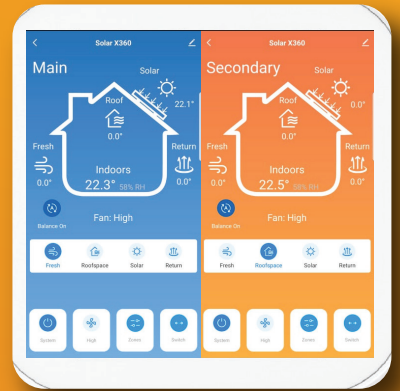 Solar X360
Main
Solar
22.1°
Roof
0.0°
Fresh
Return
0.0°
Indoors
22.3° 58% RH
0.0°
Balance On
Fan: High
Fresh Roofspace Solar Return
System High Zones Switch
Solar X360
Secondary
Solar
0.0°
Roof
0.0°
Fresh
Return
0.0°
Indoors
22.5° 58% RH
0.0°
Balance On
Fan: High
Fresh Roofspace Solar Return
System High Zones Switch